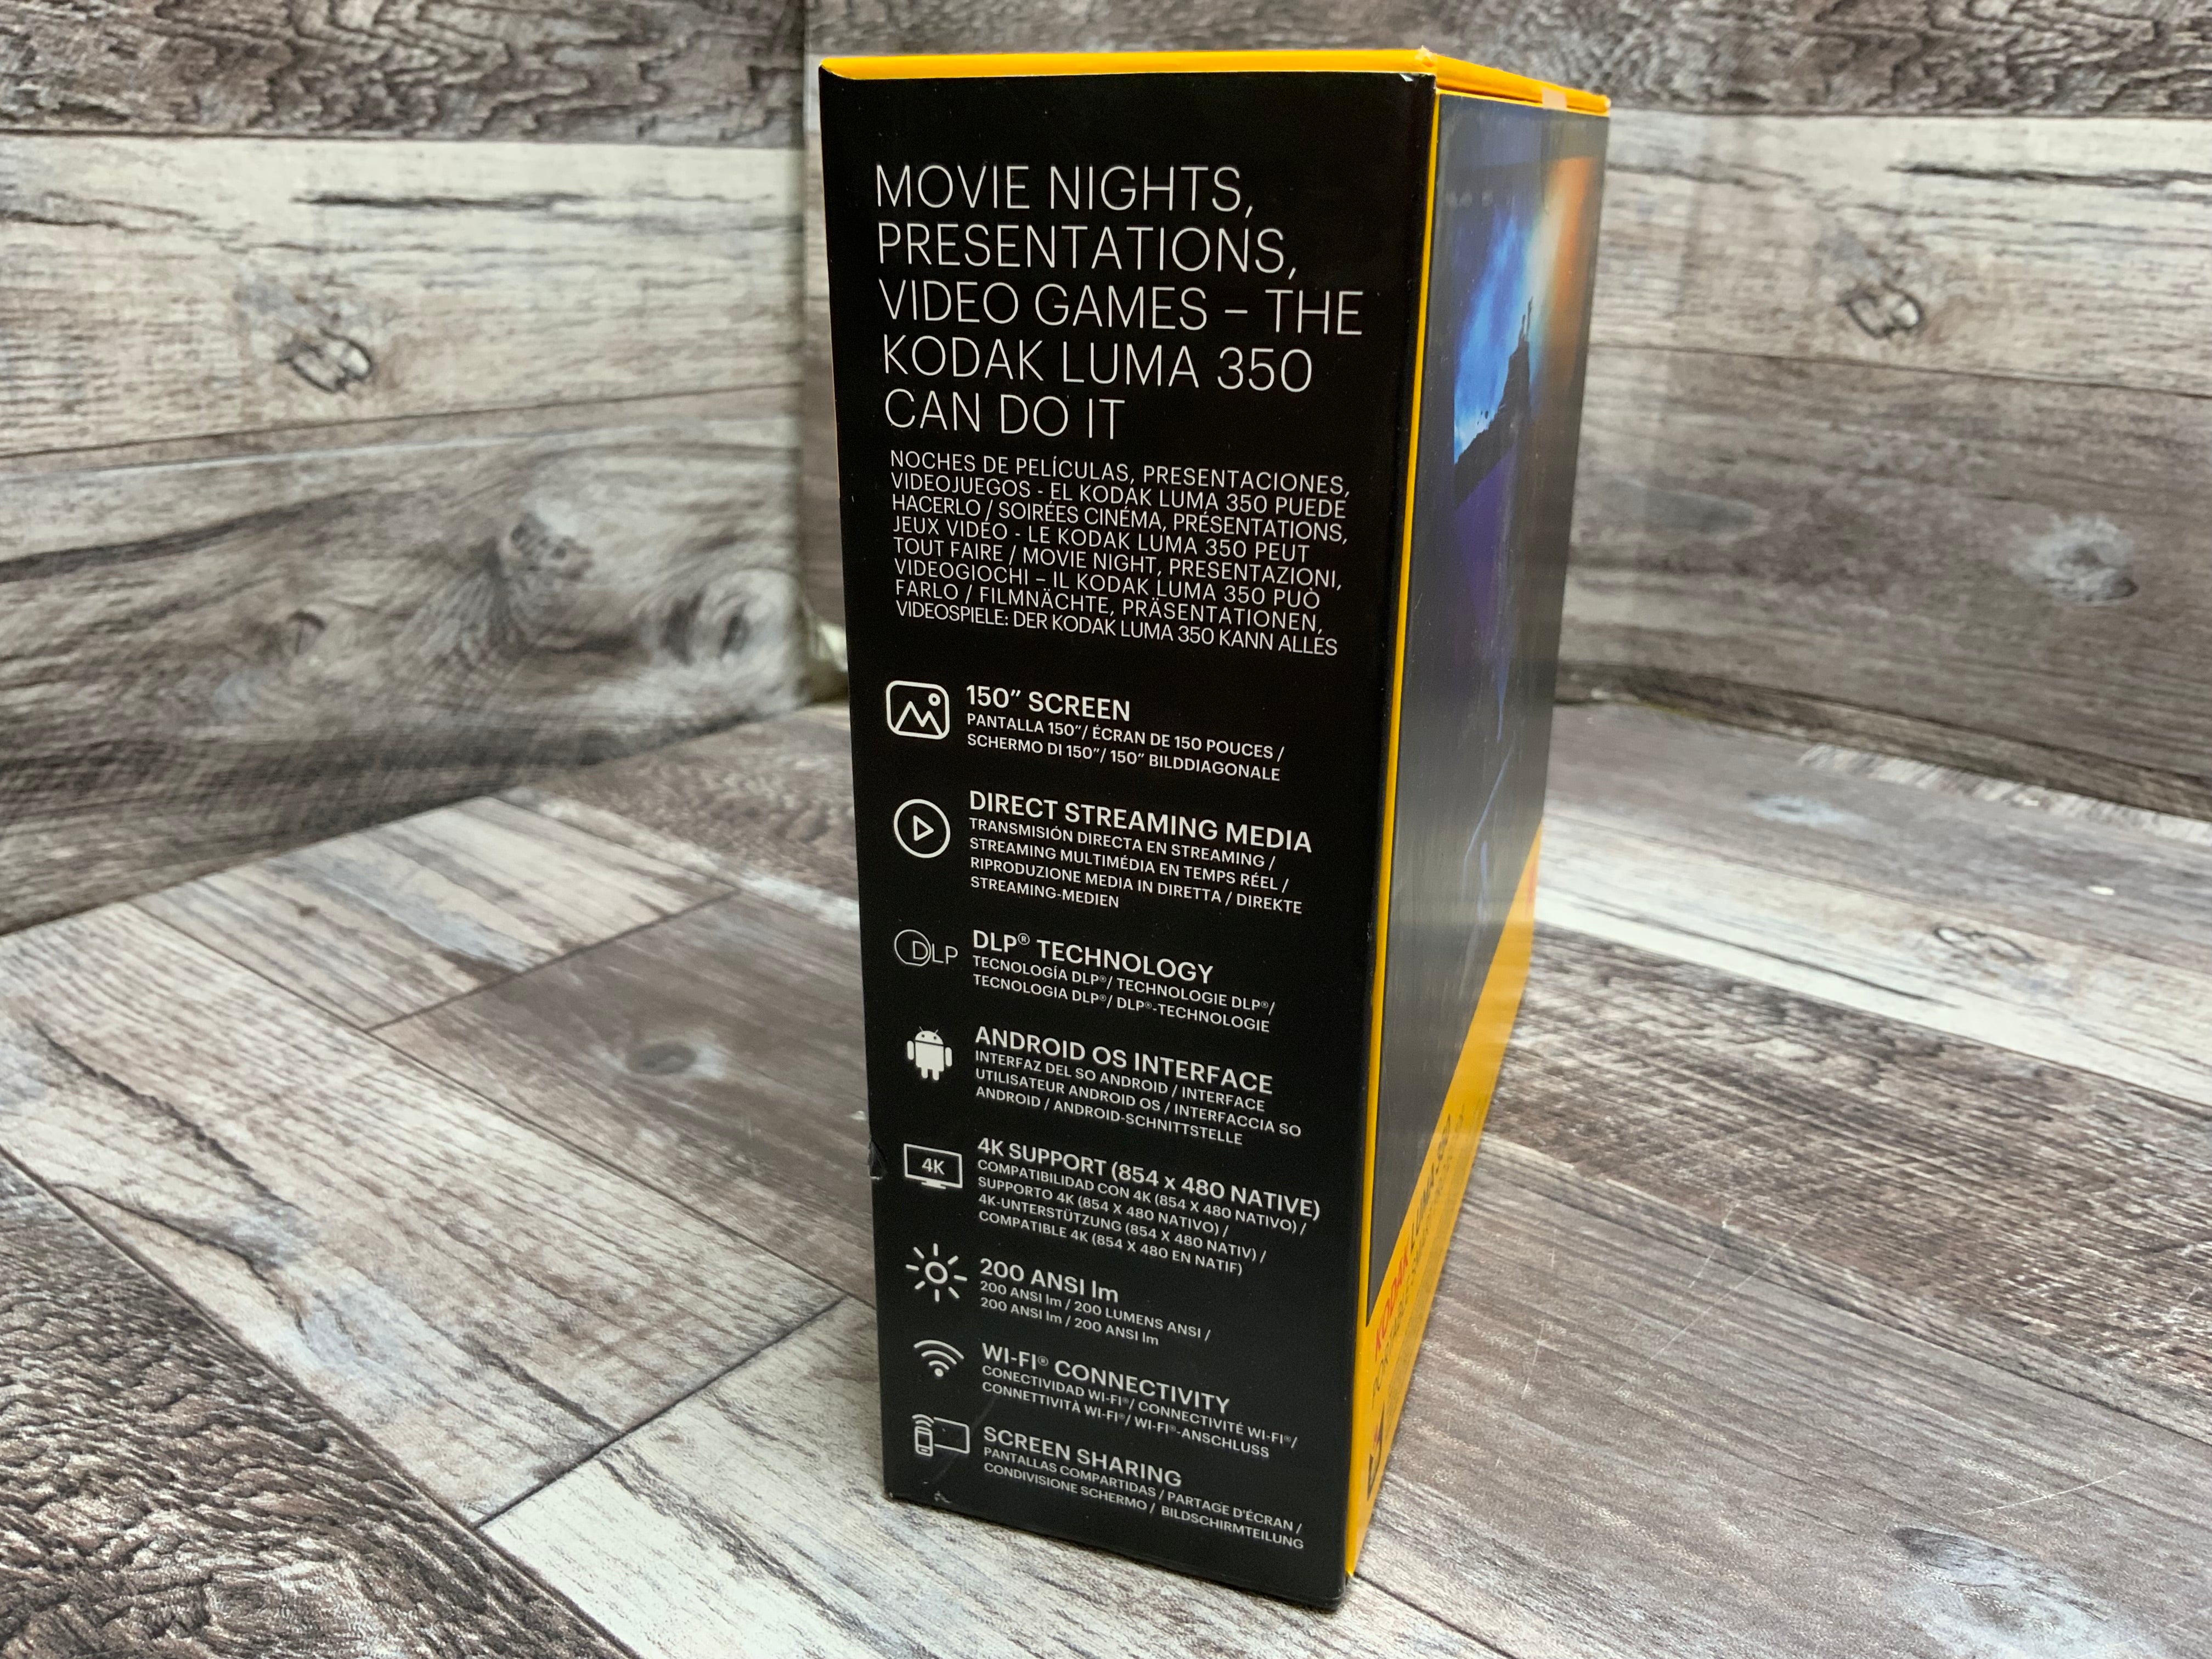 MOVIE NIGHTS,
PRESENTATIONS,
VIDEO GAMES – THE
KODAK LUMA 350
CAN DO IT
NOCHES DE PELÍCULAS, PRESENTACIONES,
VIDEOJUEGOS - EL KODAK LUMA 350 PUEDE
HACERLO / SOIRÉES CINÉMA, PRÉSENTATIONS,
JEUX VIDÉO - LE KODAK LUMA 350 PEUT
TOUT FAIRE / MOVIE NIGHT, PRESENTAZIONI,
VIDEOGIOCHI – IL KODAK LUMA 350 PUÒ
FARLO / FILMNÄCHTE, PRÄSENTATIONEN,
VIDEOSPIELE: DER KODAK LUMA 350 KANN ALLES
150” SCREEN
PANTALLA 150”/ ÉCRAN DE 150 POUCES /
SCHERMO DI 150”/ 150” BILDDIAGONALE
DIRECT STREAMING MEDIA
TRANSMISIÓN DIRECTA EN STREAMING /
STREAMING MULTIMÉDIA EN TEMPS RÉEL /
RIPRODUZIONE MEDIA IN DIRETTA / DIREKTE
STREAMING-MEDIEN
DLP
DLP® TECHNOLOGY
TECNOLOGÍA DLP®/ TECHNOLOGIE DLP®/
TECNOLOGIA DLP®/ DLP®-TECHNOLOGIE
ANDROID OS INTERFACE
INTERFAZ DEL SO ANDROID / INTERFACE
UTILISATEUR ANDROID OS / INTERFACCIA SO
ANDROID / ANDROID-SCHNITTSTELLE
4K
4K SUPPORT (854 x 480 NATIVE)
COMPATIBILIDAD CON 4K (854 X 480 NATIVO) /
SUPPORTO 4K (854 X 480 NATIVO) /
4K-UNTERSTÜTZUNG (854 X 480 NATIV) /
COMPATIBLE 4K (854 X 480 EN NATIF)
200 ANSI lm
200 ANSI lm / 200 LUMENS ANSI /
200 ANSI lm / 200 ANSI lm
WI-FI® CONNECTIVITY
CONECTIVIDAD WI-FI®/ CONNECTIVITÉ WI-FI®/
CONNETTIVITÀ WI-FI®/ WI-FI®-ANSCHLUSS
SCREEN SHARING
PANTALLAS COMPARTIDAS / PARTAGE D'ÉCRAN /
CONDIVISIONE SCHERMO / BILDSCHIRMTEILUNG
KODAK LUMA 350